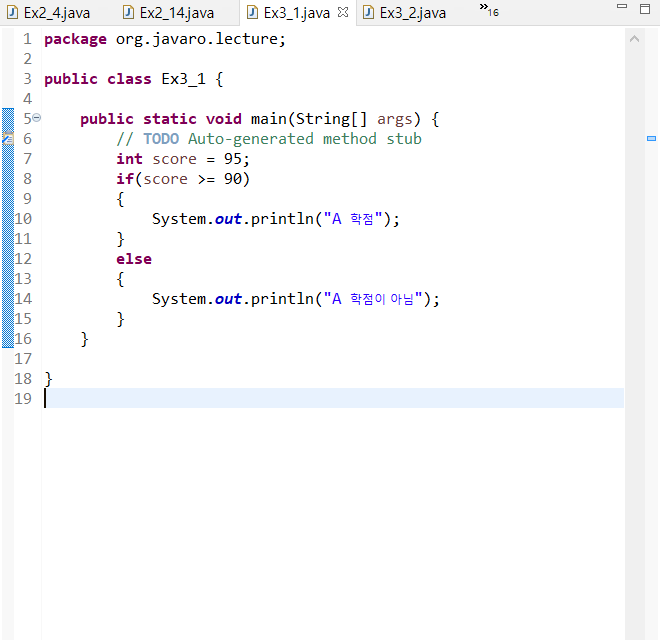 Ex2_4.java Ex2_14.java Ex3_1.java Ex3_2.java »16
1 package org.javaro.lecture;
2
3 public class Ex3_1 {
4
5 public static void main(String[] args) {
6 // TODO Auto-generated method stub
7 int score = 95;
8 if(score >= 90)
9 {
10 System.out.println("A 학점");
11 }
12 else
13 {
14 System.out.println("A 학점이 아님");
15 }
16 }
17
18 }
19